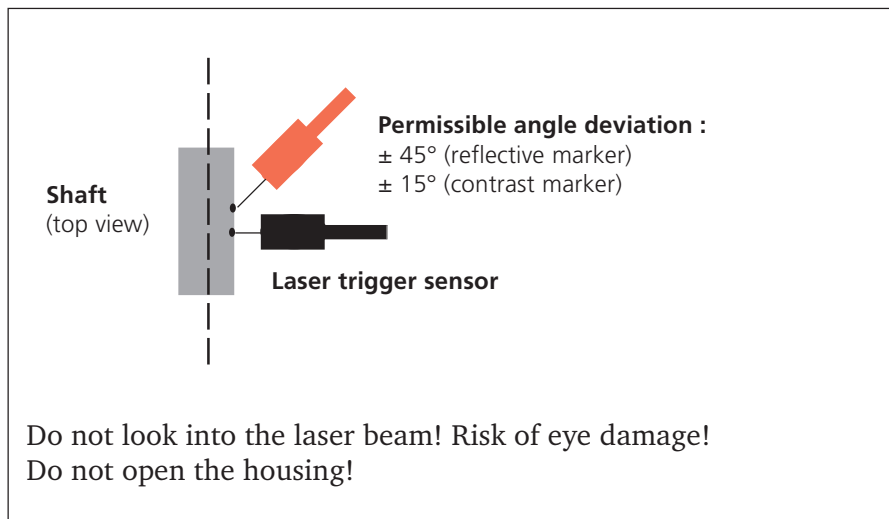 Permissible angle deviation :
± 45° (reflective marker)
± 15° (contrast marker)
Shaft
(top view)
Laser trigger sensor
Do not look into the laser beam! Risk of eye damage!
Do not open the housing!